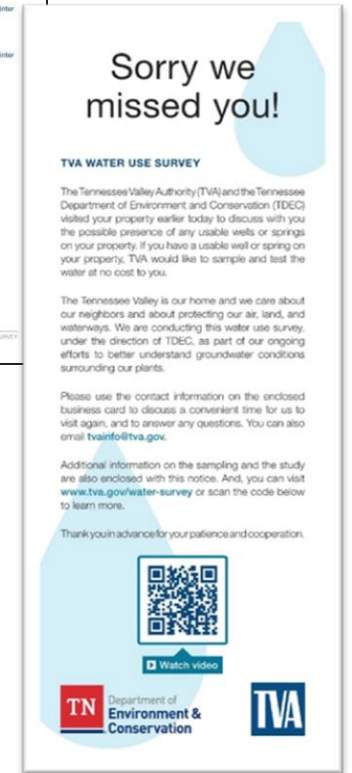 inter
inter
SURVEY
Sorry we
missed you!
TVA WATER USE SURVEY
The Tennessee Valley Authority (TVA) and the Tennessee
Department of Environment and Conservation (TDEC)
visited your property earlier today to discuss with you
the possible presence of any usable wells or springs
on your property. If you have a usable well or spring on
your property, TVA would like to sample and test the
water at no cost to you.
The Tennessee Valley is our home and we care about
our neighbors and about protecting our air, land, and
waterways. We are conducting this water use survey,
under the direction of TDEC, as part of our ongoing
efforts to better understand groundwater conditions
surrounding our plants.
Please use the contact information on the enclosed
business card to discuss a convenient time for us to
visit again, and to answer any questions. You can also
email tvainfo@tva.gov.
Additional information on the sampling and the study
are also enclosed with this notice. And, you can visit
www.tva.gov/water-survey or scan the code below
to learn more.
Thank you in advance for your patience and cooperation.
Watch video
TN
Department of
Environment &
Conservation
TVA